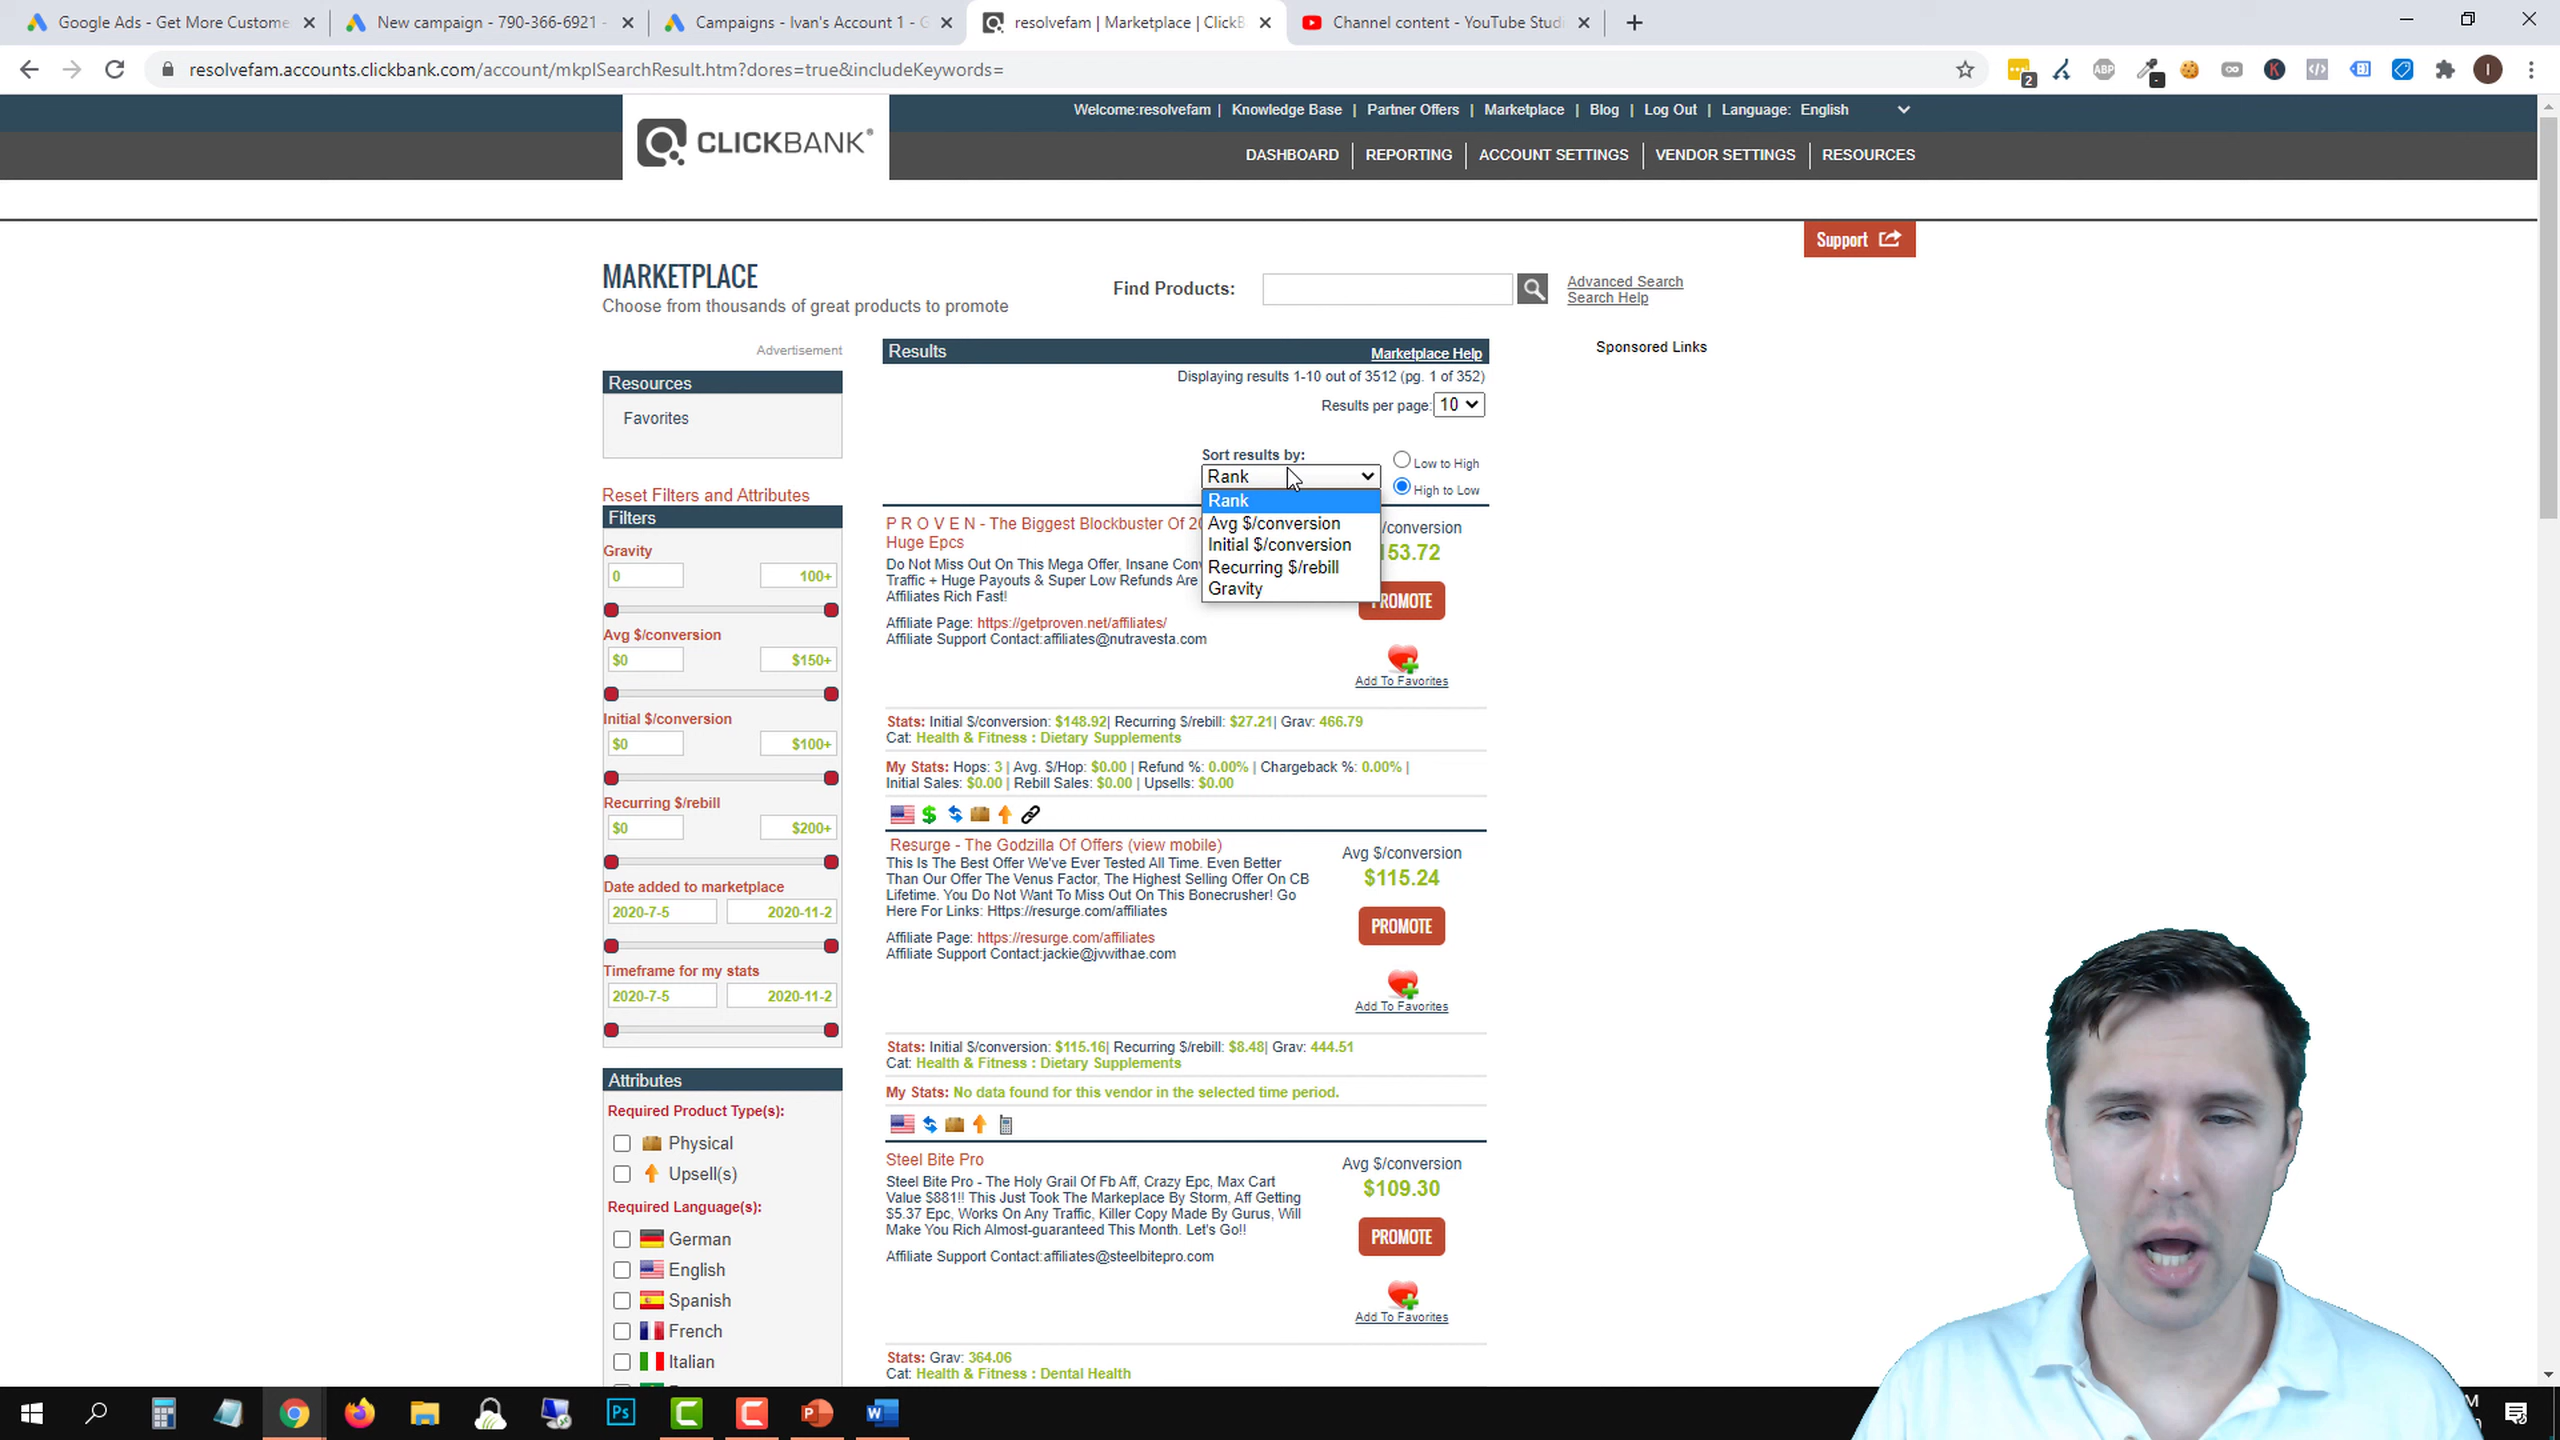 Google Ads - Get More Custome
New campaign - 790-366-6921 -
Campaigns - Ivan's Account 1 - G
resolvefam | Marketplace | ClickB
Channel content - YouTube Studi
resolvefam.accounts.clickbank.com/account/mkplSearchResult.htm?dores=true&includeKeywords=
Welcome:resolvefam | Knowledge Base | Partner Offers | Marketplace | Blog | Log Out | Language: English
CLICKBANK®
DASHBOARD | REPORTING | ACCOUNT SETTINGS | VENDOR SETTINGS | RESOURCES
Support
MARKETPLACE
Choose from thousands of great products to promote
Find Products:
Advanced Search
Search Help
Advertisement
Resources
Favorites
Reset Filters and Attributes
Filters
Gravity
0 100+
Avg $/conversion
$0 $150+
Initial $/conversion
$0 $100+
Recurring $/rebill
$0 $200+
Date added to marketplace
2020-7-5 2020-11-2
Timeframe for my stats
2020-7-5 2020-11-2
Attributes
Required Product Type(s):
Physical
Upsell(s)
Required Language(s):
German
English
Spanish
French
Italian
Results Marketplace Help
Displaying results 1-10 out of 3512 (pg. 1 of 352)
Results per page: 10
Sort results by:
Rank
Low to High
High to Low
Rank
Avg $/conversion
Initial $/conversion
Recurring $/rebill
Gravity
P R O V E N - The Biggest Blockbuster Of 20
Huge Epcs
Do Not Miss Out On This Mega Offer, Insane Conv
Traffic + Huge Payouts & Super Low Refunds Are
Affiliates Rich Fast!
Affiliate Page: https://getproven.net/affiliates/
Affiliate Support Contact:affiliates@nutravesta.com
/conversion
153.72
PROMOTE
Add To Favorites
Stats: Initial $/conversion: $148.92| Recurring $/rebill: $27.21| Grav: 466.79
Cat: Health & Fitness : Dietary Supplements
My Stats: Hops: 3 | Avg. $/Hop: $0.00 | Refund %: 0.00% | Chargeback %: 0.00% |
Initial Sales: $0.00 | Rebill Sales: $0.00 | Upsells: $0.00
Resurge - The Godzilla Of Offers (view mobile)
This Is The Best Offer We've Ever Tested All Time. Even Better
Than Our Offer The Venus Factor, The Highest Selling Offer On CB
Lifetime. You Do Not Want To Miss Out On This Bonecrusher! Go
Here For Links: Https://resurge.com/affiliates
Affiliate Page: https://resurge.com/affiliates
Affiliate Support Contact:jackie@jvwithae.com
Avg $/conversion
$115.24
PROMOTE
Add To Favorites
Stats: Initial $/conversion: $115.16| Recurring $/rebill: $8.48| Grav: 444.51
Cat: Health & Fitness : Dietary Supplements
My Stats: No data found for this vendor in the selected time period.
Steel Bite Pro
Steel Bite Pro - The Holy Grail Of Fb Aff, Crazy Epc, Max Cart
Value $881!! This Just Took The Markeplace By Storm, Aff Getting
$5.37 Epc, Works On Any Traffic, Killer Copy Made By Gurus, Will
Make You Rich Almost-guaranteed This Month. Let's Go!!
Affiliate Support Contact:affiliates@steelbitepro.com
Avg $/conversion
$109.30
PROMOTE
Add To Favorites
Stats: Grav: 364.06
Cat: Health & Fitness : Dental Health
Sponsored Links